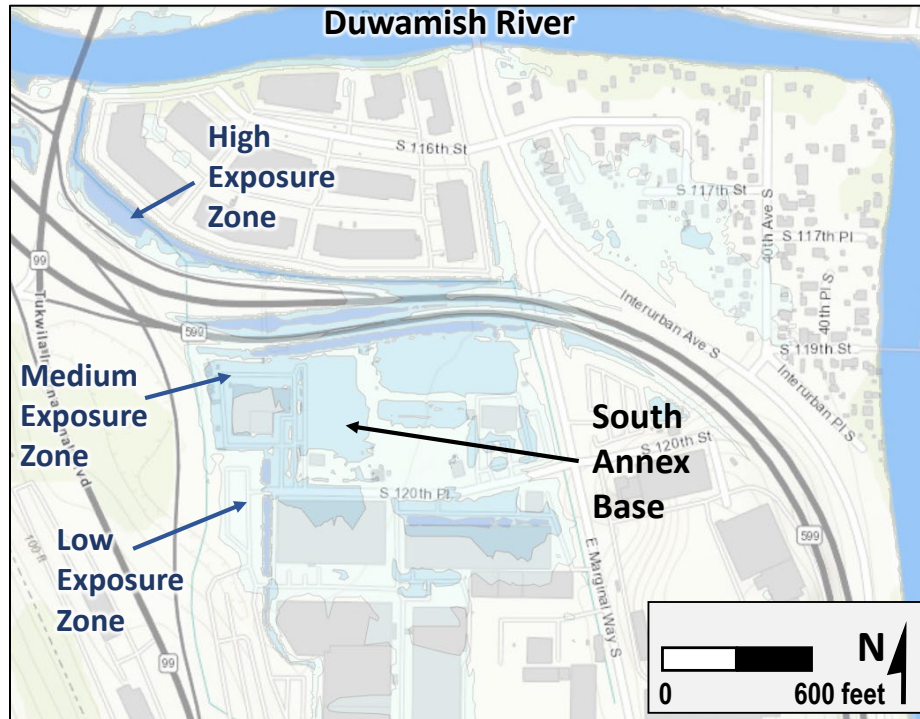 Duwamish River
High
Exposure
Zone
S 116th St
S 117th St
S 117th Pl
40th Ave S
40th Pl S
99
599
Tukwila International Blvd
Interurban Ave S
S 119th St
Interurban Pl S
Medium
Exposure
Zone
South
Annex
Base
S 120th St
S 120th Pl
Low
Exposure
Zone
100 ft
E Marginal Way S
599
99
N
0 600 feet